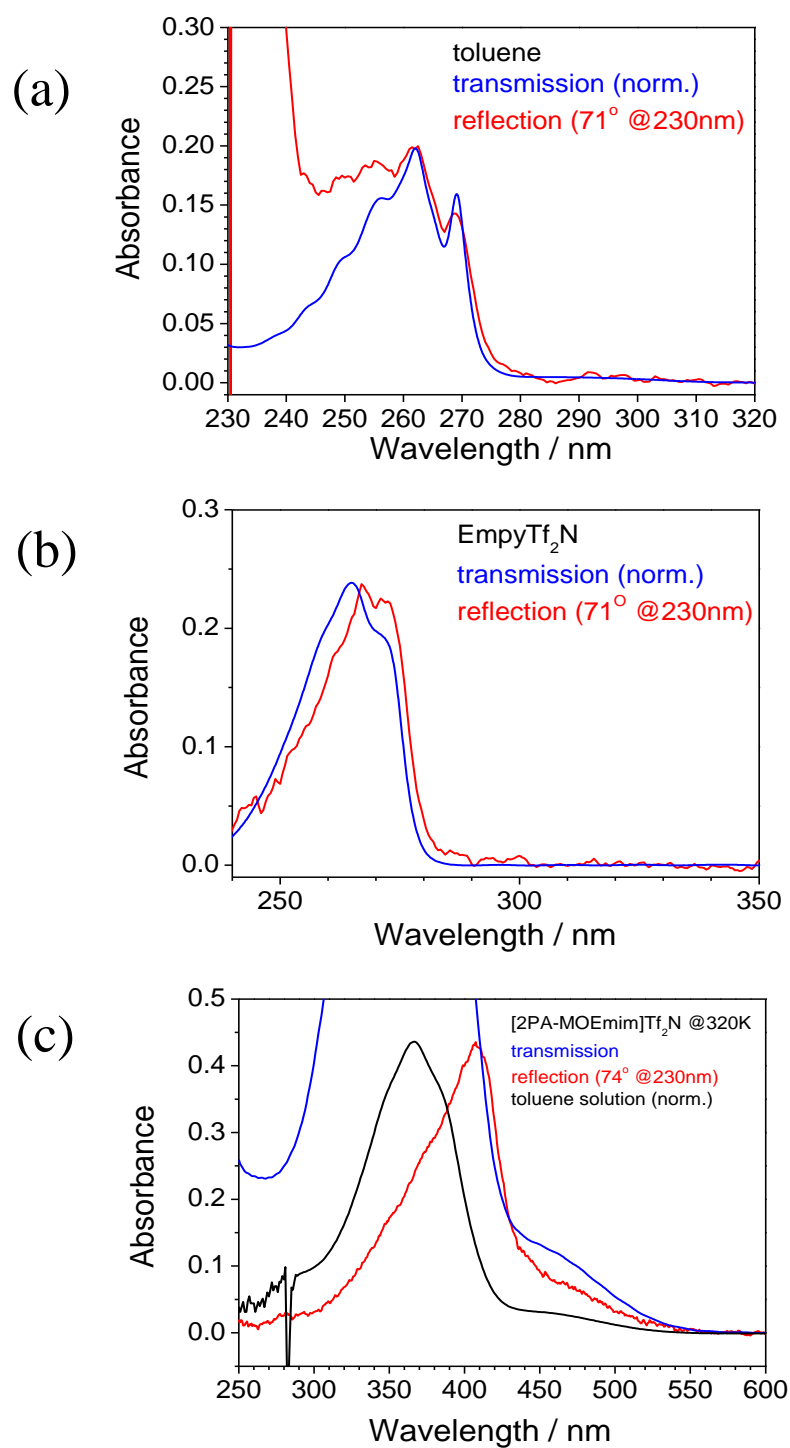 (a)
0.30
0.25
0.20
0.15
0.10
0.05
0.00
Absorbance
toluene
transmission (norm.)
reflection (71° @230nm)
230 240 250 260 270 280 290 300 310 320
Wavelength / nm
(b)
0.3
0.2
0.1
0.0
Absorbance
EmpyTf₂N
transmission (norm.)
reflection (71ᴼ @230nm)
250 300 350
Wavelength / nm
(c)
0.5
0.4
0.3
0.2
0.1
0.0
Absorbance
[2PA-MOEmim]Tf₂N @320K
transmission
reflection (74° @230nm)
toluene solution (norm.)
250 300 350 400 450 500 550 600
Wavelength / nm